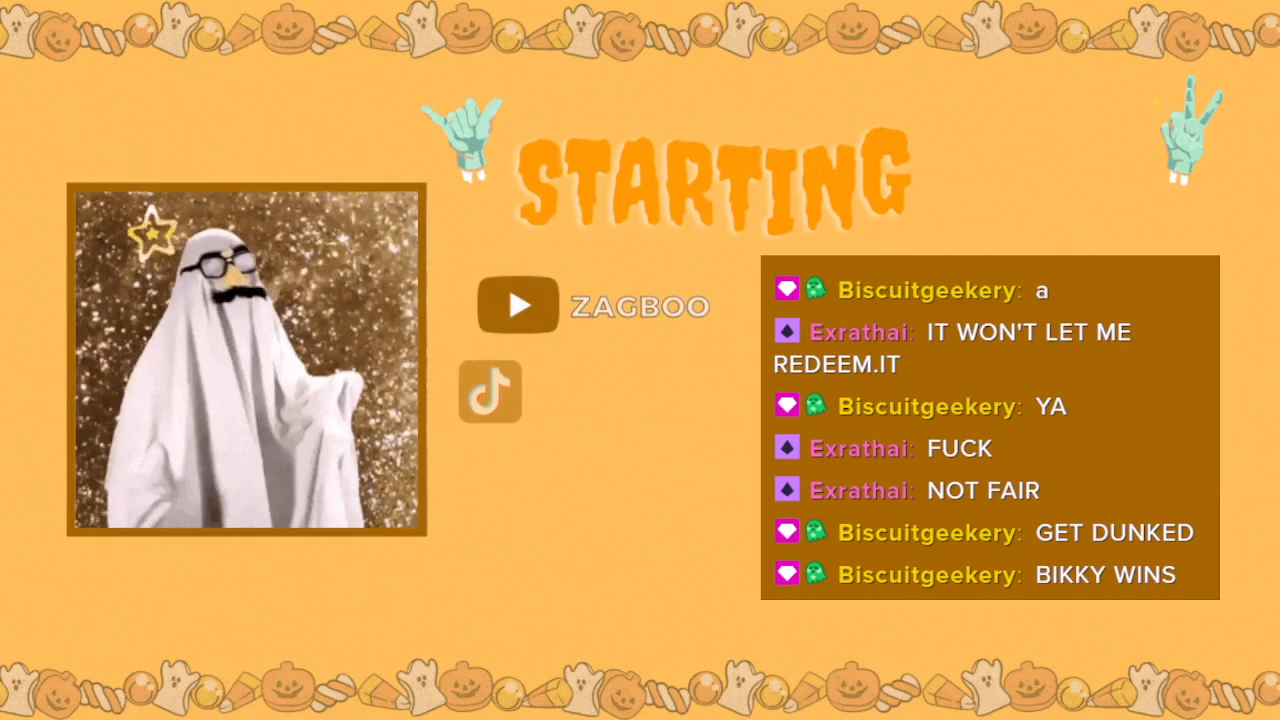 STARTING
ZAGBOO
Biscuitgeekery: a
Exrathai: IT WON'T LET ME
REDEEM.IT
Biscuitgeekery: YA
Exrathai: FUCK
Exrathai: NOT FAIR
Biscuitgeekery: GET DUNKED
Biscuitgeekery: BIKKY WINS